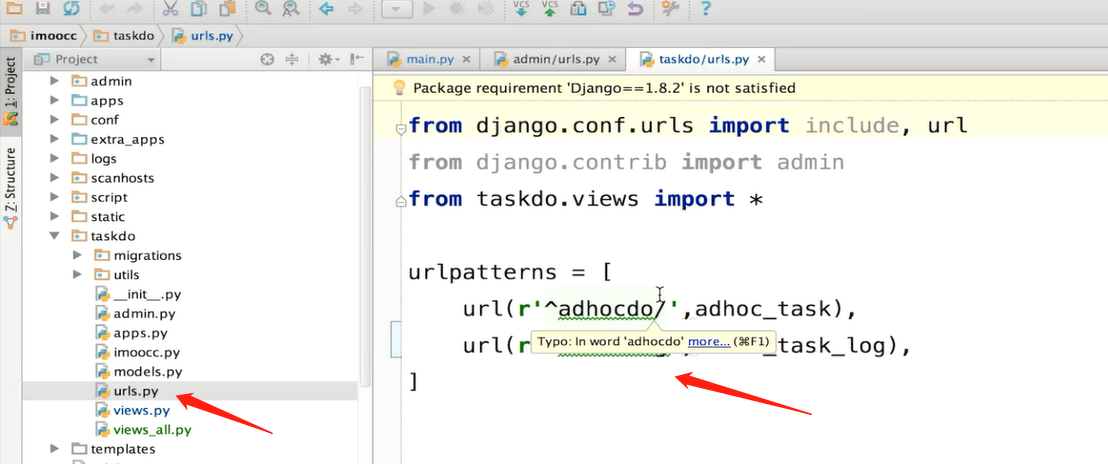 VCS VCS
imoocc taskdo urls.py
1: Project
Z: Structure
Project
main.py admin/urls.py taskdo/urls.py
admin
apps
conf
extra_apps
logs
scanhosts
script
static
taskdo
migrations
utils
__init__.py
admin.py
apps.py
imoocc.py
models.py
urls.py
views.py
views_all.py
templates
Package requirement 'Django==1.8.2' is not satisfied
from django.conf.urls import include, url
from django.contrib import admin
from taskdo.views import *
urlpatterns = [
url(r'^adhocdo/',adhoc_task),
Typo: In word 'adhocdo' more... (⌘F1)
url(r _task_log),
]